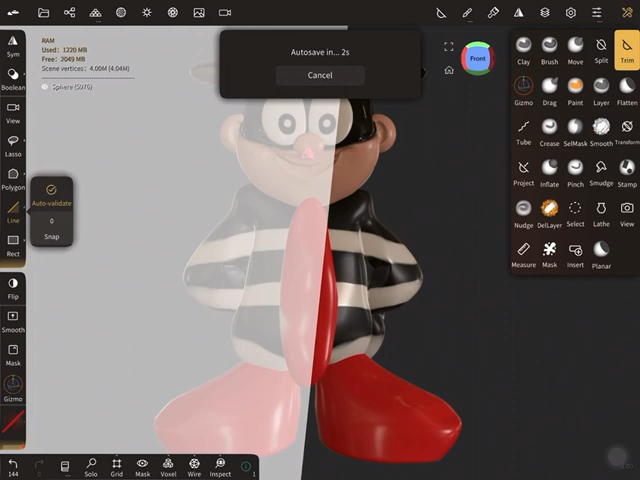 RAM
Used: 1220 MB
Free: 2049 MB
Scene vertices: 4.00M (4.04M)
Sphere (5076)
Autosave in... 2s
Cancel
Front
Sym
Boolean
View
Lasso
Polygon
Line
Rect
Auto-validate
0
Snap
Flip
Smooth
Mask
Gizmo
Clay Brush Move Split Trim
Gizmo Drag Paint Layer Flatten
Tube Crease SelMask Smooth Transform
Project Inflate Pinch Smudge Stamp
Nudge DelLayer Select Lathe View
Measure Mask Insert Planar
144 0 Solo Grid Mask Voxel Wire Inspect 1